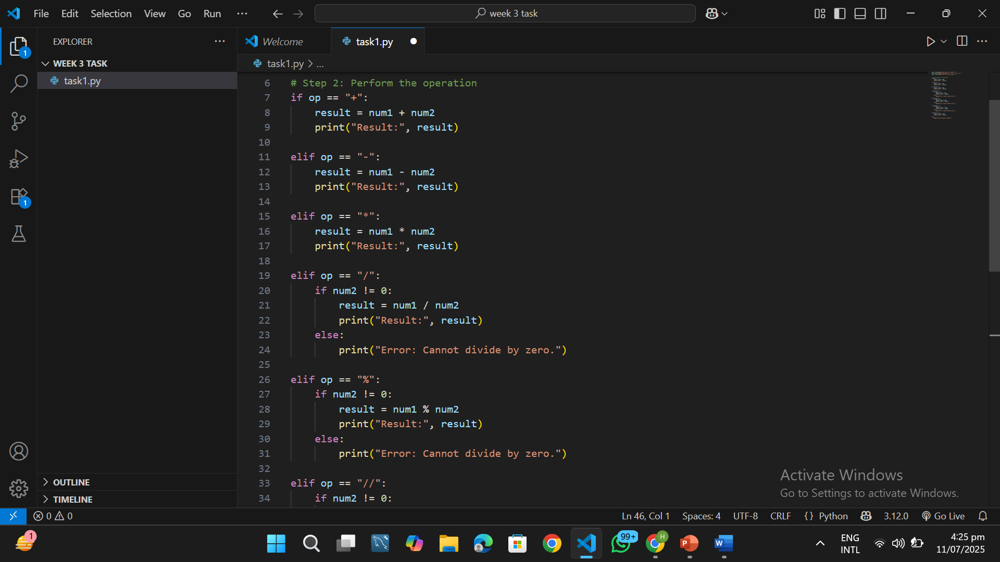 File Edit Selection View Go Run ...
week 3 task
EXPLORER ...
Welcome
task1.py
task1.py > ...
1
WEEK 3 TASK
task1.py
1
6 # Step 2: Perform the operation
7 if op == "+":
8     result = num1 + num2
9     print("Result:", result)
10
11 elif op == "-":
12     result = num1 - num2
13     print("Result:", result)
14
15 elif op == "*":
16     result = num1 * num2
17     print("Result:", result)
18
19 elif op == "/":
20     if num2 != 0:
21         result = num1 / num2
22         print("Result:", result)
23     else:
24         print("Error: Cannot divide by zero.")
25
26 elif op == "%":
27     if num2 != 0:
28         result = num1 % num2
29         print("Result:", result)
30     else:
31         print("Error: Cannot divide by zero.")
32
33 elif op == "//":
34     if num2 != 0:
OUTLINE
TIMELINE
Activate Windows
Go to Settings to activate Windows.
0 0
Ln 46, Col 1 Spaces: 4 UTF-8 CRLF {} Python 3.12.0 Go Live
1
99+
H
P
W
ENG
INTL
4:25 pm
11/07/2025